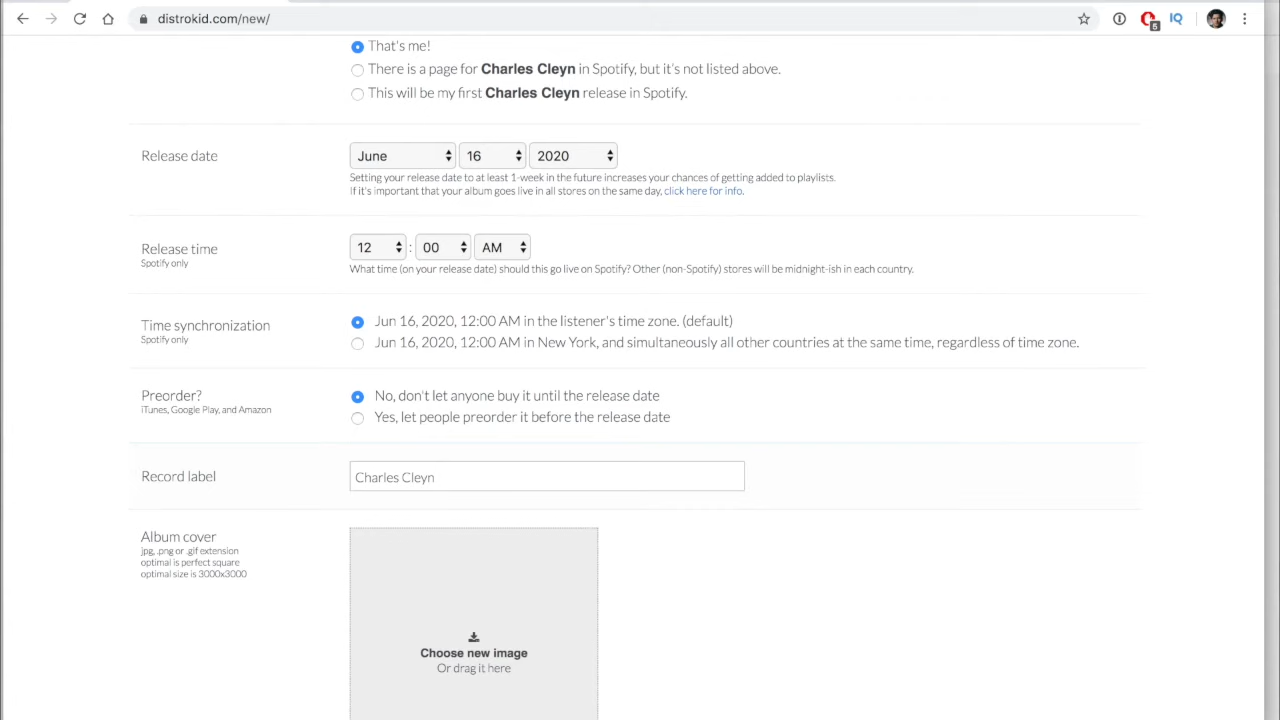 distrokid.com/new/
5
IQ
That's me!
There is a page for Charles Cleyn in Spotify, but it's not listed above.
This will be my first Charles Cleyn release in Spotify.
Release date
June 16 2020
Setting your release date to at least 1-week in the future increases your chances of getting added to playlists.
If it's important that your album goes live in all stores on the same day, click here for info.
Release time
Spotify only
12 : 00 AM
What time (on your release date) should this go live on Spotify? Other (non-Spotify) stores will be midnight-ish in each country.
Time synchronization
Spotify only
Jun 16, 2020, 12:00 AM in the listener's time zone. (default)
Jun 16, 2020, 12:00 AM in New York, and simultaneously all other countries at the same time, regardless of time zone.
Preorder?
iTunes, Google Play, and Amazon
No, don't let anyone buy it until the release date
Yes, let people preorder it before the release date
Record label
Charles Cleyn
Album cover
jpg, .png or .gif extension
optimal is perfect square
optimal size is 3000x3000
Choose new image
Or drag it here